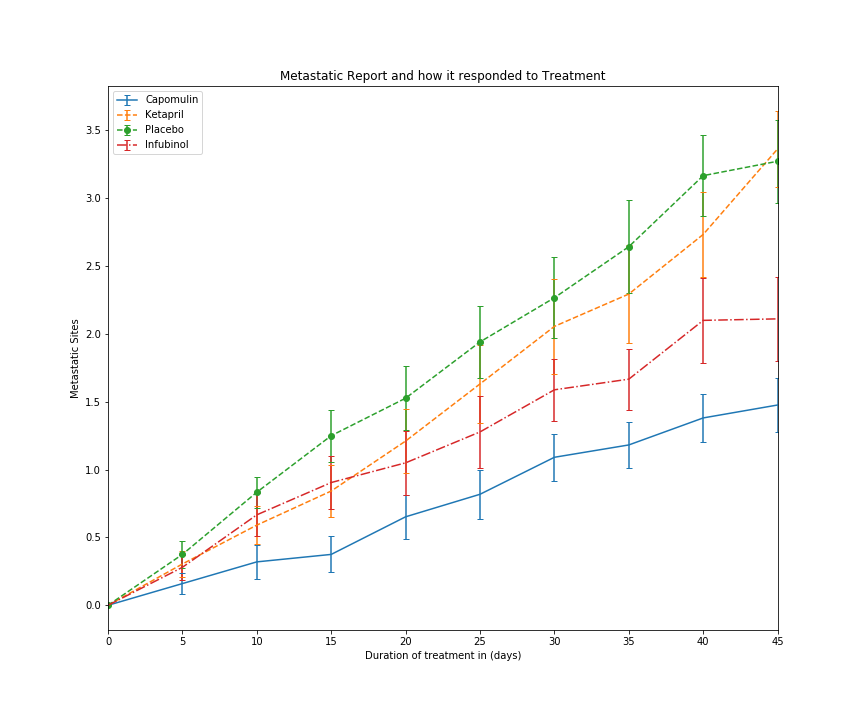 Metastatic Report and how it responded to Treatment
Capomulin
Ketapril
Placebo
Infubinol
3.5
3.0
2.5
2.0
1.5
1.0
0.5
0.0
Metastatic Sites
0 5 10 15 20 25 30 35 40 45
Duration of treatment in (days)